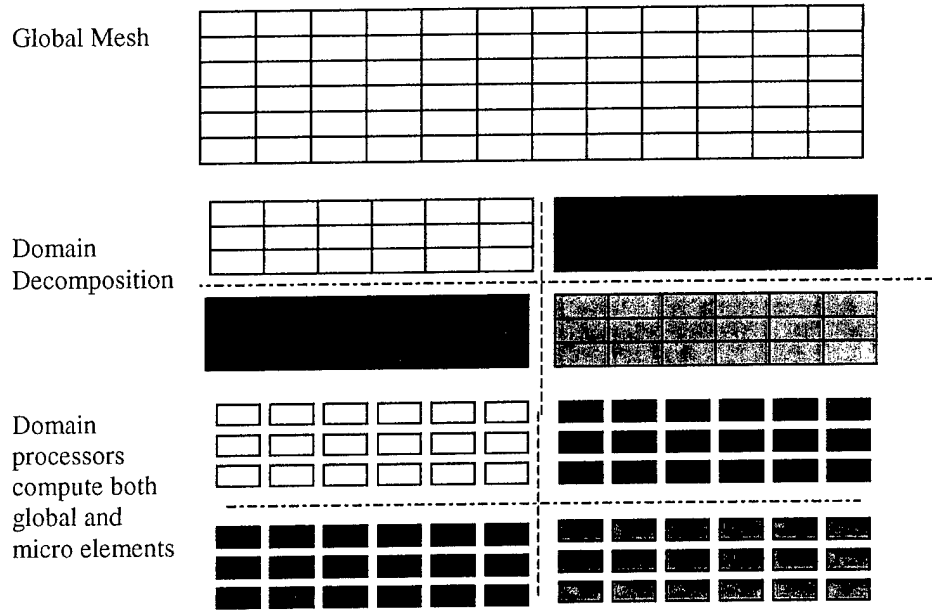 Global Mesh
Domain
Decomposition
Domain
processors
compute both
global and
micro elements